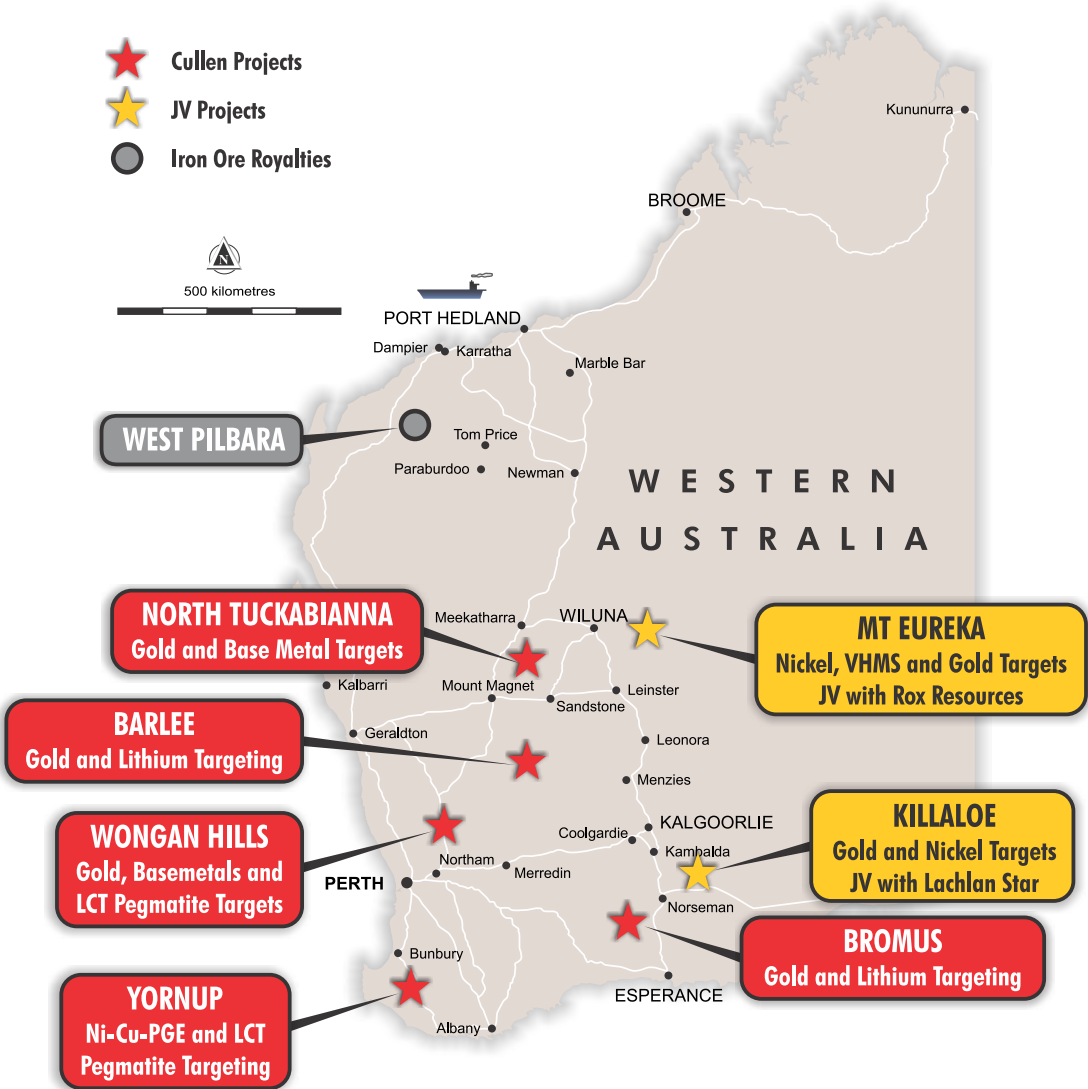 Cullen Projects
JV Projects
Iron Ore Royalties
N
500 kilometres
Kununurra
BROOME
PORT HEDLAND
Dampier
Karratha
Marble Bar
WEST PILBARA
Tom Price
Paraburdoo
Newman
WESTERN
AUSTRALIA
NORTH TUCKABIANNA
Gold and Base Metal Targets
Meekatharra
WILUNA
MT EUREKA
Nickel, VHMS and Gold Targets
JV with Rox Resources
Kalbarri
Mount Magnet
Sandstone
Leinster
BARLEE
Gold and Lithium Targeting
Geraldton
Leonora
Menzies
WONGAN HILLS
Gold, Basemetals and
LCT Pegmatite Targets
Coolgardie
KALGOORLIE
Kambalda
KILLALOE
Gold and Nickel Targets
JV with Lachlan Star
Northam
Merredin
PERTH
Norseman
BROMUS
Gold and Lithium Targeting
Bunbury
ESPERANCE
YORNUP
Ni-Cu-PGE and LCT
Pegmatite Targeting
Albany